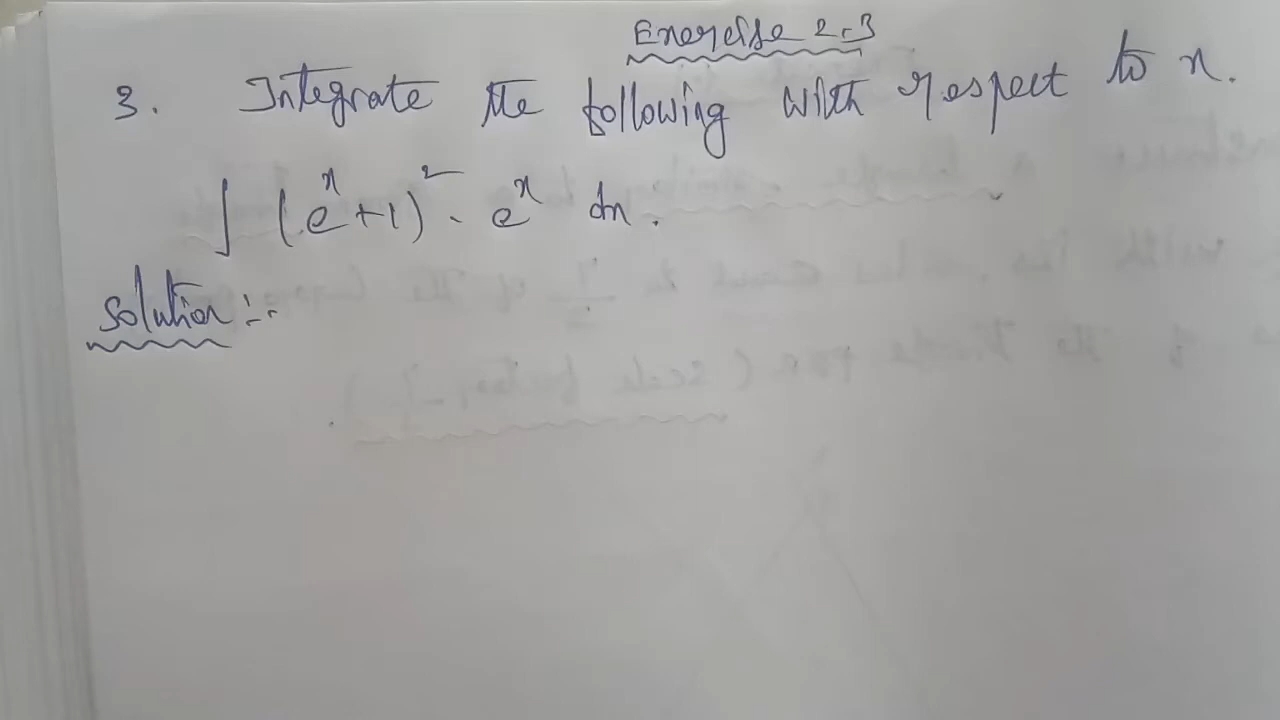 Exercise 2.3
3. Integrate the following with respect to x.
∫ (e^x + 1)^2 . e^x dx.
Solution :-